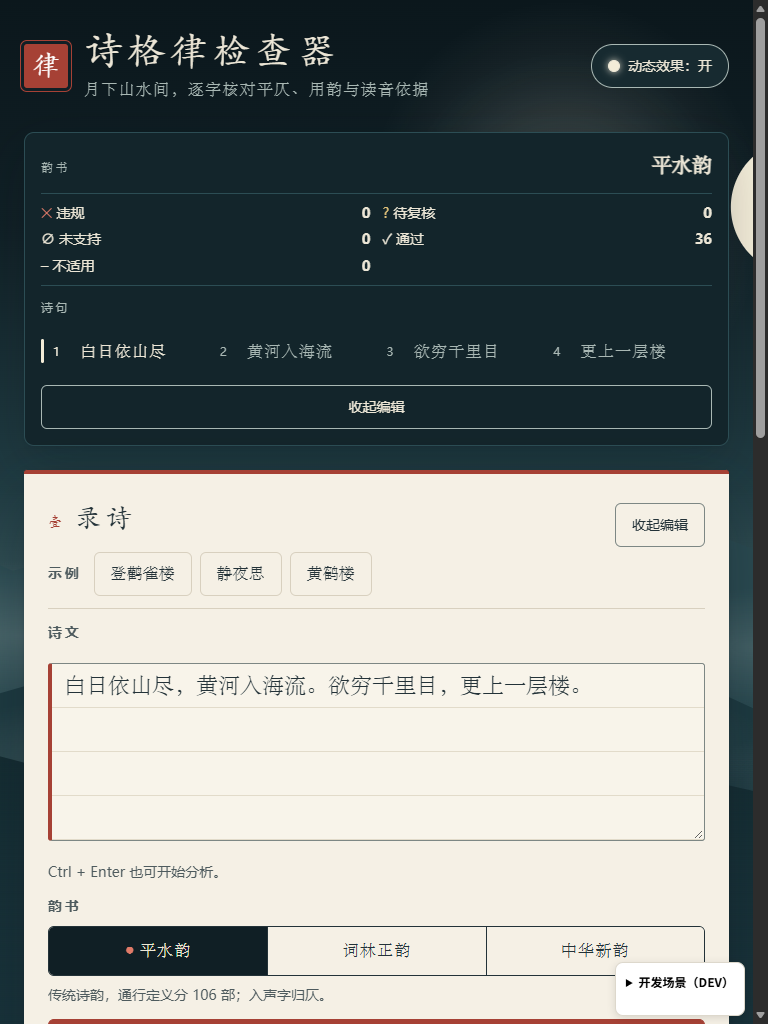 律
诗格律检查器
月下山水间，逐字核对平仄、用韵与读音依据
动态效果：开
韵书
平水韵
× 违规 0 ? 待复核 0
∅ 未支持 0 ✓ 通过 36
– 不适用 0
诗句
1 白日依山尽 2 黄河入海流 3 欲穷千里目 4 更上一层楼
收起编辑
壹 录诗
收起编辑
示例 登鹳雀楼 静夜思 黄鹤楼
诗文
白日依山尽，黄河入海流。欲穷千里目，更上一层楼。
Ctrl + Enter 也可开始分析。
韵书
平水韵 词林正韵 中华新韵
传统诗韵，通行定义分 106 部；入声字归仄。
▶ 开发场景（DEV）